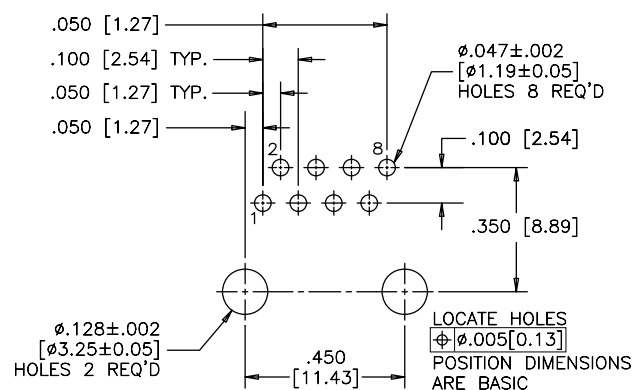 .050 [1.27]
.100 [2.54] TYP.
.050 [1.27] TYP.
.050 [1.27]
ø.047±.002
[ø1.19±0.05]
HOLES 8 REQ'D
2
8
.100 [2.54]
1
.350 [8.89]
ø.128±.002
[ø3.25±0.05]
HOLES 2 REQ'D
.450
[11.43]
LOCATE HOLES
⌖ ø.005[0.13]
POSITION DIMENSIONS
ARE BASIC